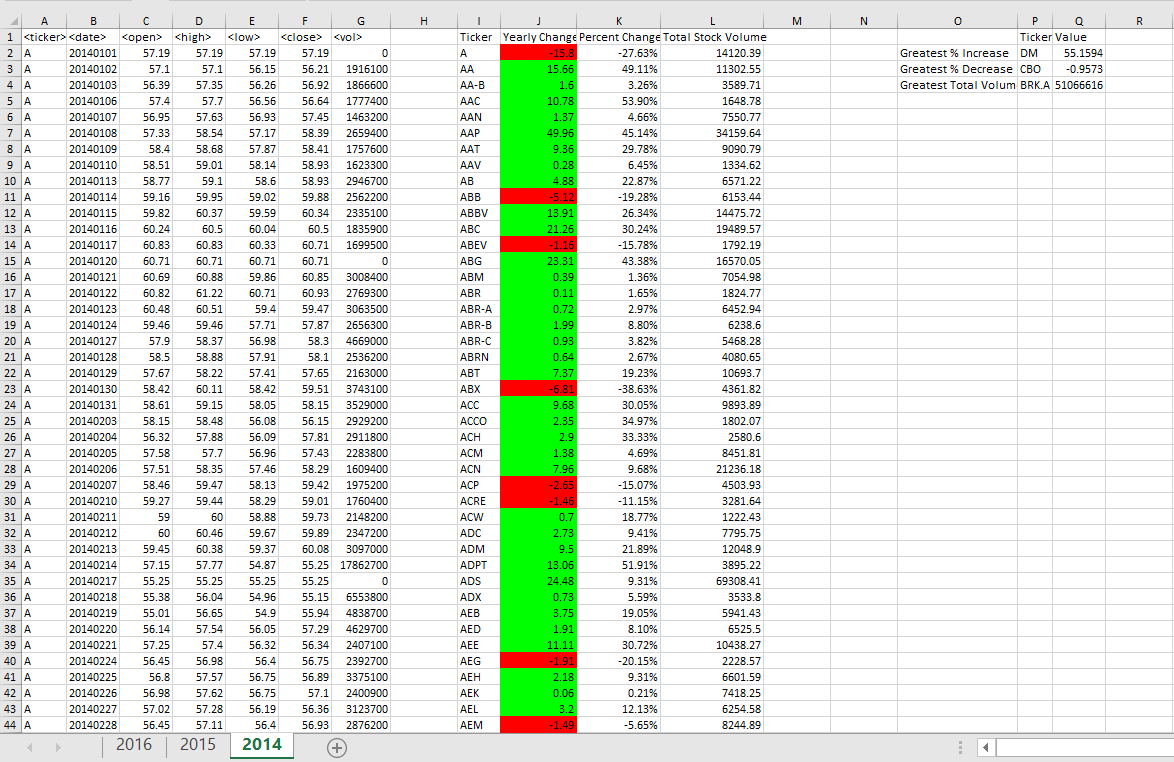 A B C D E F G H I J K L M N O P Q R
1 <ticker> <date> <open> <high> <low> <close> <vol> Ticker Yearly Change Percent Change Total Stock Volume Ticker Value
2 A 20140101 57.19 57.19 57.19 57.19 0 A -15.8 -27.63% 14120.39 Greatest % Increase DM 55.1594
3 A 20140102 57.1 57.1 56.15 56.21 1916100 AA 15.66 49.11% 11302.55 Greatest % Decrease CBO -0.9573
4 A 20140103 56.39 57.35 56.26 56.92 1866600 AA-B 1.6 3.26% 3589.71 Greatest Total Volum BRK.A 51066616
5 A 20140106 57.4 57.7 56.56 56.64 1777400 AAC 10.78 53.90% 1648.78
6 A 20140107 56.95 57.63 56.93 57.45 1463200 AAN 1.37 4.66% 7550.77
7 A 20140108 57.33 58.54 57.17 58.39 2659400 AAP 49.96 45.14% 34159.64
8 A 20140109 58.4 58.68 57.87 58.41 1757600 AAT 9.36 29.78% 9090.79
9 A 20140110 58.51 59.01 58.14 58.93 1623300 AAV 0.28 6.45% 1334.62
10 A 20140113 58.77 59.1 58.6 58.93 2946700 AB 4.88 22.87% 6571.22
11 A 20140114 59.16 59.95 59.02 59.88 2562200 ABB -5.12 -19.28% 6153.44
12 A 20140115 59.82 60.37 59.59 60.34 2335100 ABBV 13.91 26.34% 14475.72
13 A 20140116 60.24 60.5 60.04 60.5 1835900 ABC 21.26 30.24% 19489.57
14 A 20140117 60.83 60.83 60.33 60.71 1699500 ABEV -1.16 -15.78% 1792.19
15 A 20140120 60.71 60.71 60.71 60.71 0 ABG 23.31 43.38% 16570.05
16 A 20140121 60.69 60.88 59.86 60.85 3008400 ABM 0.39 1.36% 7054.98
17 A 20140122 60.82 61.22 60.71 60.93 2769300 ABR 0.11 1.65% 1824.77
18 A 20140123 60.48 60.51 59.4 59.47 3063500 ABR-A 0.72 2.97% 6452.94
19 A 20140124 59.46 59.46 57.71 57.87 2656300 ABR-B 1.99 8.80% 6238.6
20 A 20140127 57.9 58.37 56.98 58.3 4669000 ABR-C 0.93 3.82% 5468.28
21 A 20140128 58.5 58.88 57.91 58.1 2536200 ABRN 0.64 2.67% 4080.65
22 A 20140129 57.67 58.22 57.41 57.65 2163000 ABT 7.37 19.23% 10693.7
23 A 20140130 58.42 60.11 58.42 59.51 3743100 ABX -6.81 -38.63% 4361.82
24 A 20140131 58.61 59.15 58.05 58.15 3529000 ACC 9.68 30.05% 9893.89
25 A 20140203 58.15 58.48 56.08 56.15 2929200 ACCO 2.35 34.97% 1802.07
26 A 20140204 56.32 57.88 56.09 57.81 2911800 ACH 2.9 33.33% 2580.6
27 A 20140205 57.58 57.7 56.96 57.43 2283800 ACM 1.38 4.69% 8451.81
28 A 20140206 57.51 58.35 57.46 58.29 1609400 ACN 7.96 9.68% 21236.18
29 A 20140207 58.46 59.47 58.13 59.42 1975200 ACP -2.65 -15.07% 4503.93
30 A 20140210 59.27 59.44 58.29 59.01 1760400 ACRE -1.46 -11.15% 3281.64
31 A 20140211 59 60 58.88 59.73 2148200 ACW 0.7 18.77% 1222.43
32 A 20140212 60 60.46 59.67 59.89 2347200 ADC 2.73 9.41% 7795.75
33 A 20140213 59.45 60.38 59.37 60.08 3097000 ADM 9.5 21.89% 12048.9
34 A 20140214 57.15 57.77 54.87 55.25 17862700 ADPT 13.06 51.91% 3895.22
35 A 20140217 55.25 55.25 55.25 55.25 0 ADS 24.48 9.31% 69308.41
36 A 20140218 55.38 56.04 54.96 55.15 6553800 ADX 0.73 5.59% 3533.8
37 A 20140219 55.01 56.65 54.9 55.94 4838700 AEB 3.75 19.05% 5941.43
38 A 20140220 56.14 57.54 56.05 57.29 4629700 AED 1.91 8.10% 6525.5
39 A 20140221 57.25 57.4 56.32 56.34 2407100 AEE 11.11 30.72% 10438.27
40 A 20140224 56.45 56.98 56.4 56.75 2392700 AEG -1.91 -20.15% 2228.57
41 A 20140225 56.8 57.57 56.75 56.89 3375100 AEH 2.18 9.31% 6601.59
42 A 20140226 56.98 57.62 56.75 57.1 2400900 AEK 0.06 0.21% 7418.25
43 A 20140227 57.02 57.28 56.19 56.36 3123700 AEL 3.2 12.13% 6254.58
44 A 20140228 56.45 57.11 56.4 56.93 2876200 AEM -1.49 -5.65% 8244.89
2016 2015 2014